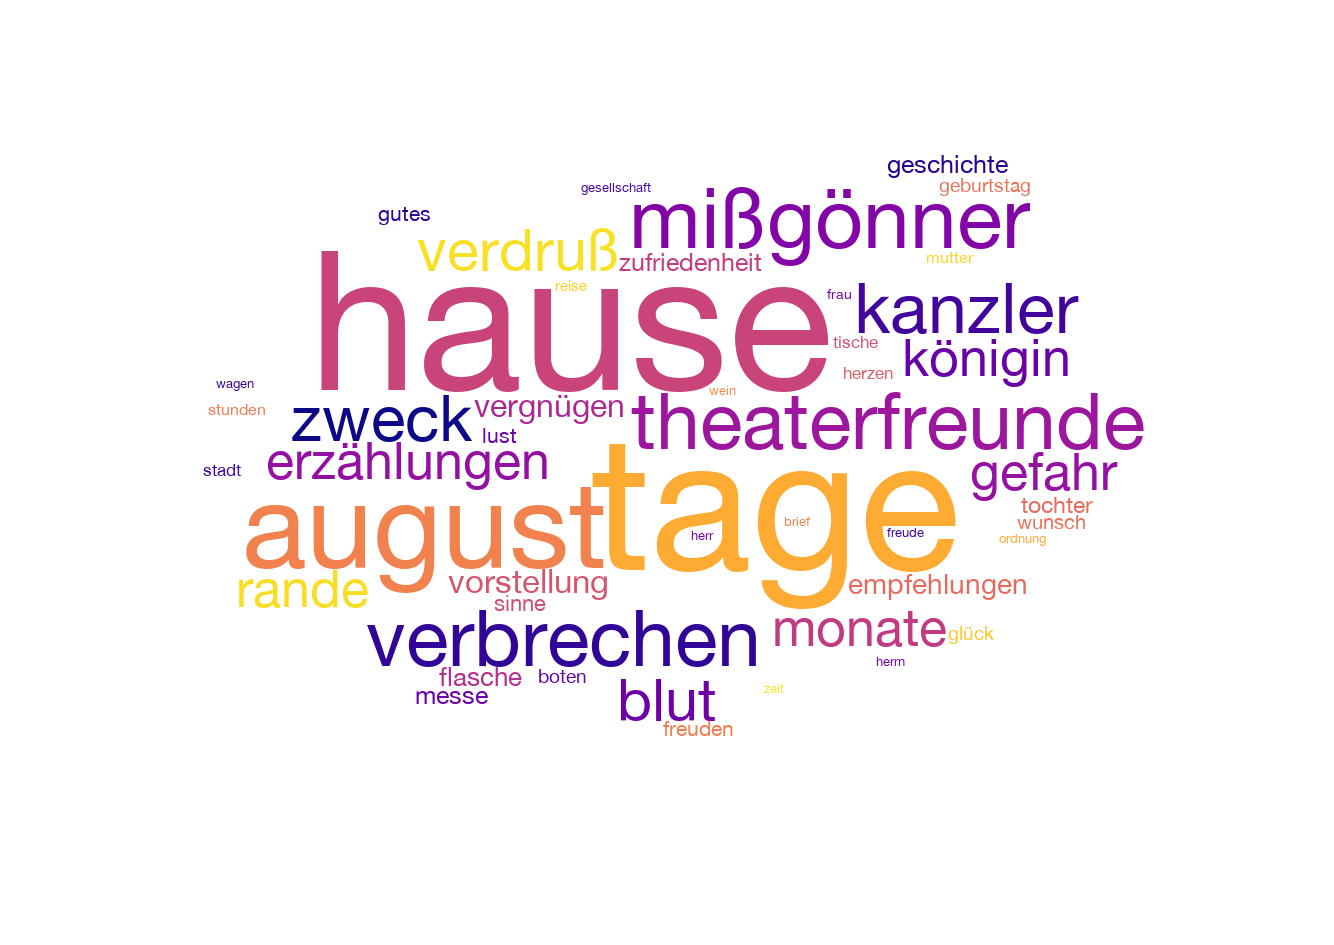 geschichte
geburtstag
gesellschaft
mißgönner
gutes
verdruß
zufriedenheit
mutter
hause
reise
frau
kanzler
tische
königin
herzen
wagen
wein
stunden
zweck
vergnügen
theaterfreunde
lust
erzählungen
stadt
gefahr
tage
august
tochter
brief
wunsch
herr
freude
ordnung
rande
vorstellung
empfehlungen
sinne
verbrechen
monate
glück
herrn
flasche
boten
messe
zeit
blut
freuden